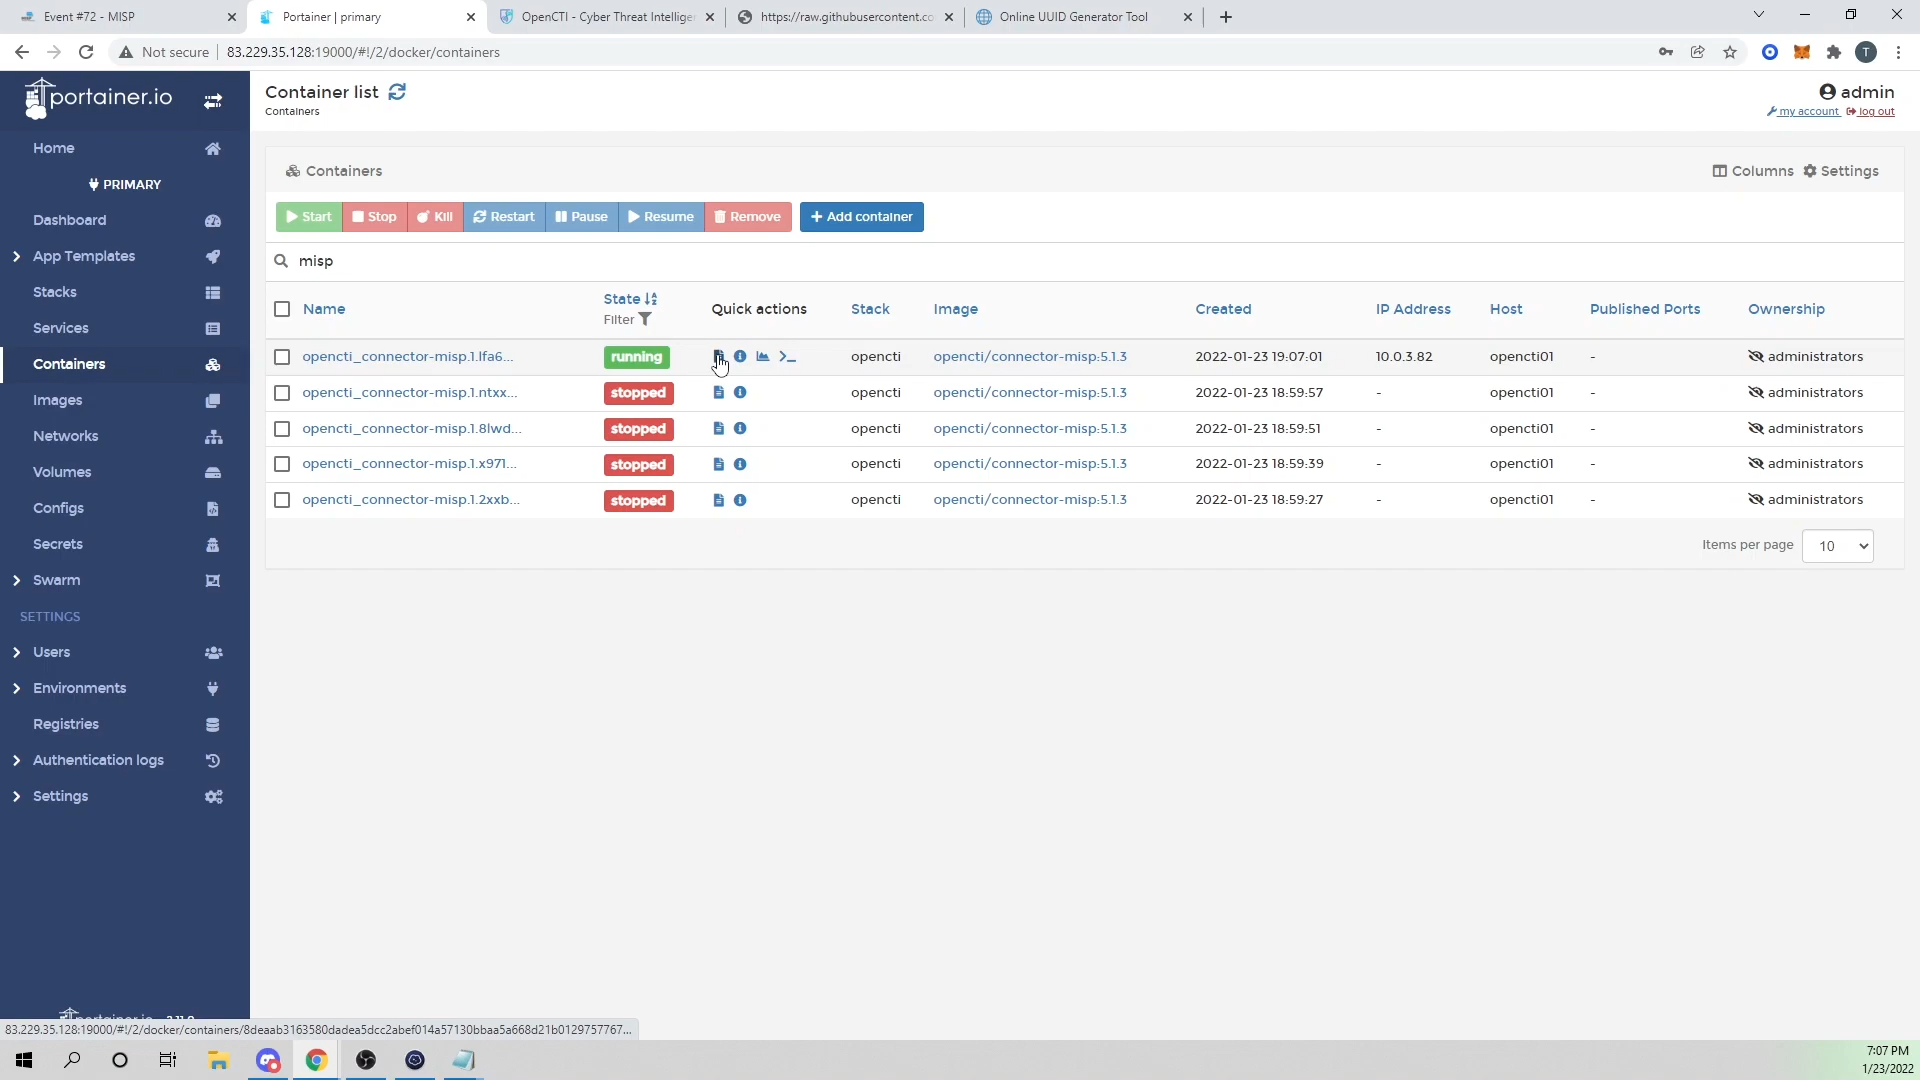 Event #72 - MISP
Portainer | primary
OpenCTI - Cyber Threat Intellige
https://raw.githubusercontent.co
Online UUID Generator Tool
Not secure
83.229.35.128:19000/#!/2/docker/containers
T
portainer.io
Home
PRIMARY
Dashboard
App Templates
Stacks
Services
Containers
Images
Networks
Volumes
Configs
Secrets
Swarm
SETTINGS
Users
Environments
Registries
Authentication logs
Settings
portainer.io 2.11.0
Container list
Containers
admin
my account log out
Containers
Columns Settings
Start Stop Kill Restart Pause Resume Remove + Add container
misp
Name State Filter Quick actions Stack Image Created IP Address Host Published Ports Ownership
opencti_connector-misp.1.lfa6... running opencti opencti/connector-misp:5.1.3 2022-01-23 19:07:01 10.0.3.82 opencti01 - administrators
opencti_connector-misp.1.ntxx... stopped opencti opencti/connector-misp:5.1.3 2022-01-23 18:59:57 - opencti01 - administrators
opencti_connector-misp.1.8lwd... stopped opencti opencti/connector-misp:5.1.3 2022-01-23 18:59:51 - opencti01 - administrators
opencti_connector-misp.1.x971... stopped opencti opencti/connector-misp:5.1.3 2022-01-23 18:59:39 - opencti01 - administrators
opencti_connector-misp.1.2xxb... stopped opencti opencti/connector-misp:5.1.3 2022-01-23 18:59:27 - opencti01 - administrators
Items per page 10
83.229.35.128:19000/#!/2/docker/containers/8deaab3163580dadea5dcc2abef014a57130bbaa5a668d21b0129757767...
7:07 PM
1/23/2022